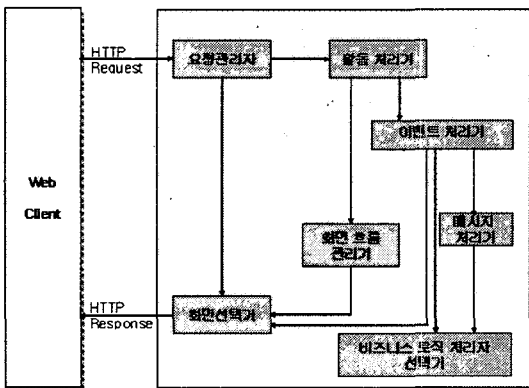 HTTP
Request
요청관리자
활동 처리기
이벤트 처리기
Web
Client
메시지
처리기
화면 흐름
관리기
HTTP
Response
화면선택기
비즈니스 로직 처리자
선택기